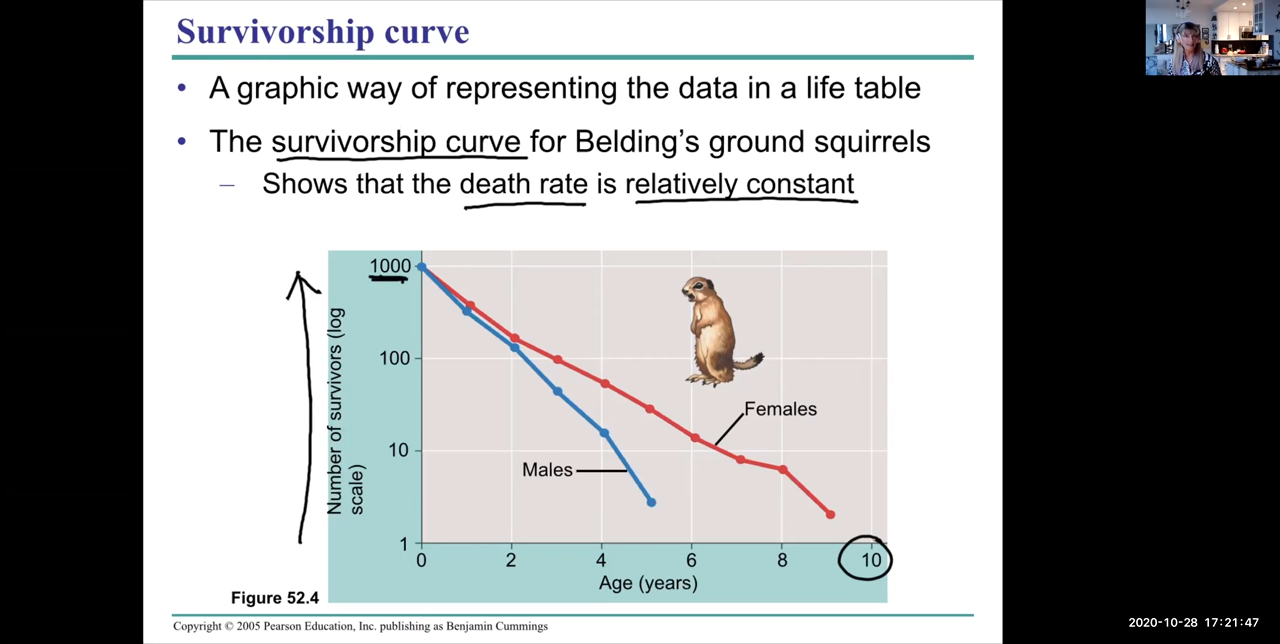 Survivorship curve
• A graphic way of representing the data in a life table
• The survivorship curve for Belding's ground squirrels
– Shows that the death rate is relatively constant
1000
100
10
1
Number of survivors (log
scale)
Females
Males
0 2 4 6 8 10
Age (years)
Figure 52.4
Copyright © 2005 Pearson Education, Inc. publishing as Benjamin Cummings
2020-10-28 17:21:47